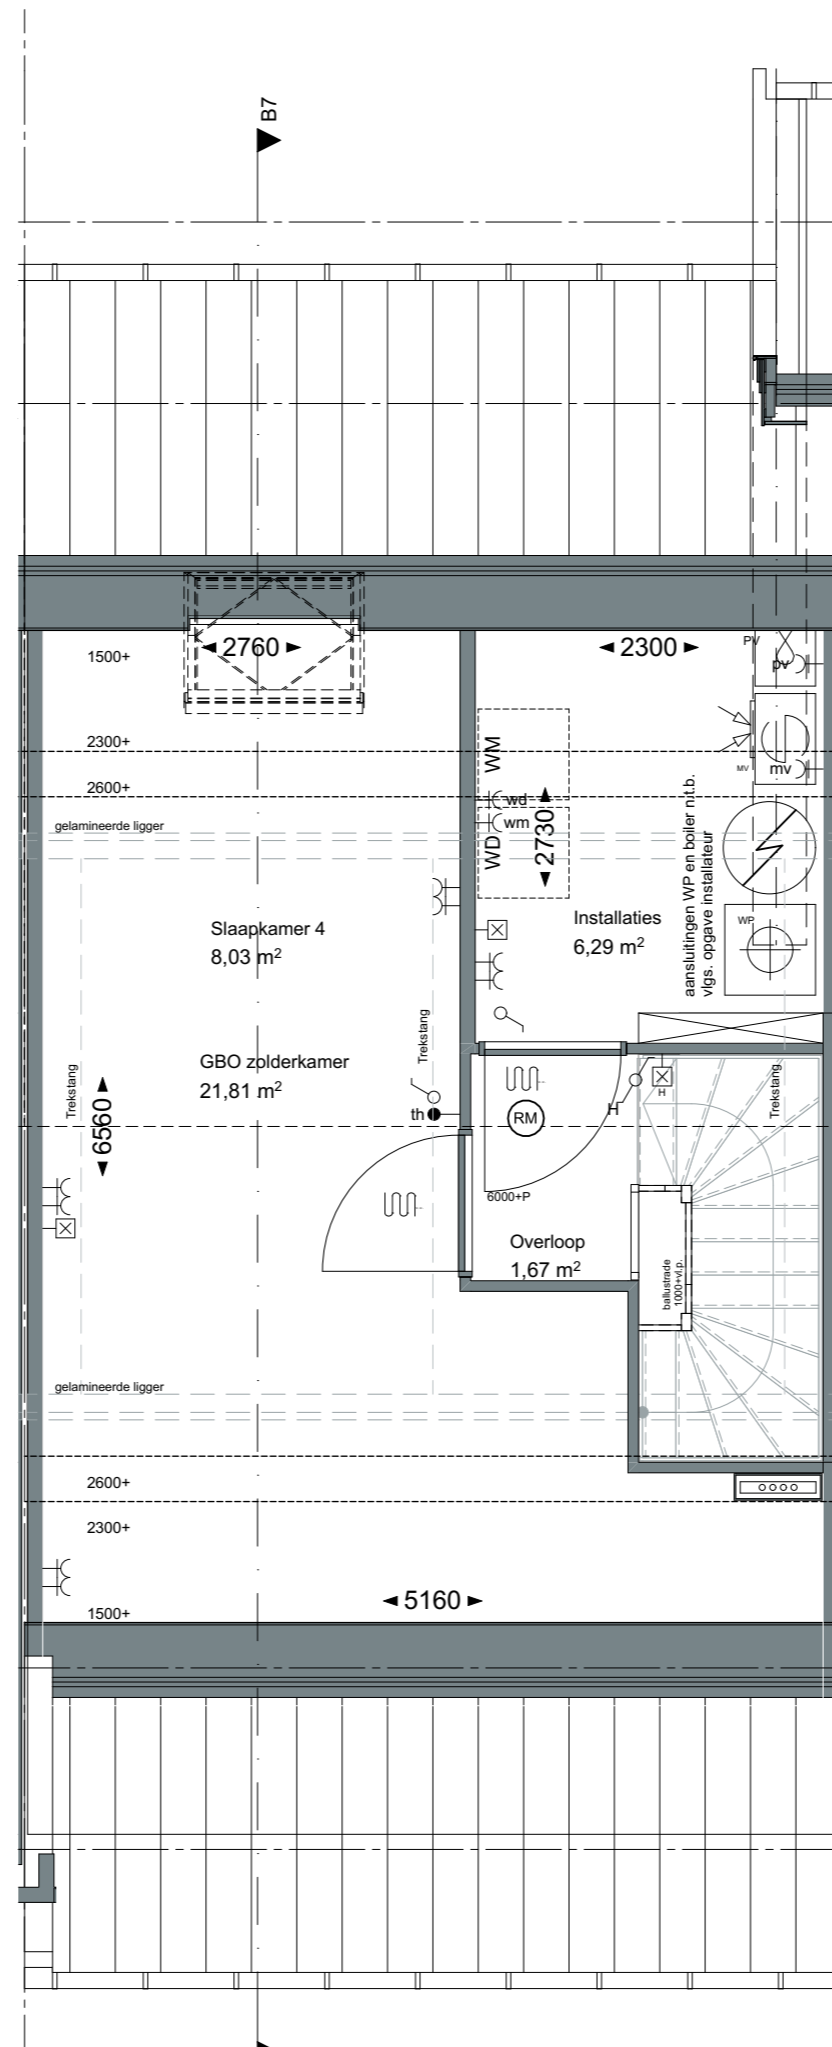 B7
2760
2300
1500+
PV
pv
2300+
WM
MV
mv
2600+
wd
gelamineerde ligger
wm
WD
2730
aansluitingen WP en boiler n.t.b.
vlgs. opgave installateur
Slaapkamer 4
8,03 m²
Installaties
6,29 m²
WP
Trekstang
GBO zolderkamer
21,81 m²
Trekstang
Trekstang
th
RM
H
H
6560
6000+P
Overloop
1,67 m²
ballustrade
1000+vl.p.
gelamineerde ligger
2600+
2300+
1500+
5160